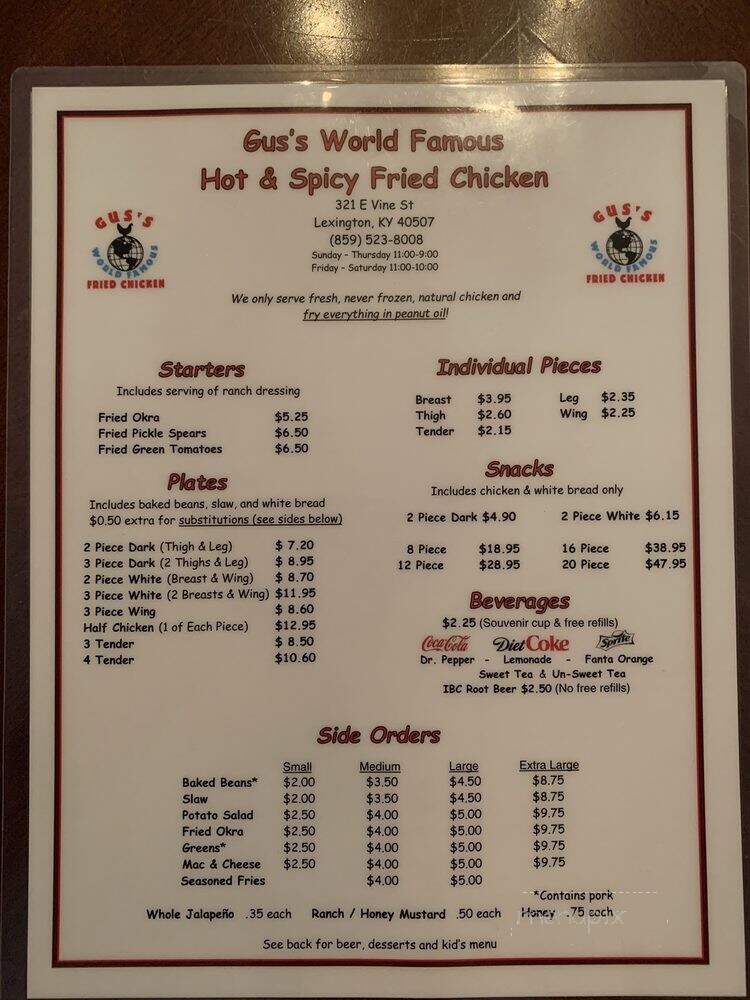 Gus's World Famous
Hot & Spicy Fried Chicken
321 E Vine St
Lexington, KY 40507
(859) 523-8008
Sunday - Thursday 11:00-9:00
Friday - Saturday 11:00-10:00
GUS'S
WORLD FAMOUS
FRIED CHICKEN
GUS'S
WORLD FAMOUS
FRIED CHICKEN
We only serve fresh, never frozen, natural chicken and
fry everything in peanut oil!
Starters
Includes serving of ranch dressing
Fried Okra $5.25
Fried Pickle Spears $6.50
Fried Green Tomatoes $6.50
Plates
Includes baked beans, slaw, and white bread
$0.50 extra for substitutions (see sides below)
2 Piece Dark (Thigh & Leg) $ 7.20
3 Piece Dark (2 Thighs & Leg) $ 8.95
2 Piece White (Breast & Wing) $ 8.70
3 Piece White (2 Breasts & Wing) $11.95
3 Piece Wing $ 8.60
Half Chicken (1 of Each Piece) $12.95
3 Tender $ 8.50
4 Tender $10.60
Individual Pieces
Breast $3.95 Leg $2.35
Thigh $2.60 Wing $2.25
Tender $2.15
Snacks
Includes chicken & white bread only
2 Piece Dark $4.90 2 Piece White $6.15
8 Piece $18.95 16 Piece $38.95
12 Piece $28.95 20 Piece $47.95
Beverages
$2.25 (Souvenir cup & free refills)
Coca-Cola Diet Coke Sprite
Dr. Pepper - Lemonade - Fanta Orange
Sweet Tea & Un-Sweet Tea
IBC Root Beer $2.50 (No free refills)
Side Orders
Small Medium Large Extra Large
Baked Beans* $2.00 $3.50 $4.50 $8.75
Slaw $2.00 $3.50 $4.50 $8.75
Potato Salad $2.50 $4.00 $5.00 $9.75
Fried Okra $2.50 $4.00 $5.00 $9.75
Greens* $2.50 $4.00 $5.00 $9.75
Mac & Cheese $2.50 $4.00 $5.00 $9.75
Seasoned Fries $4.00 $5.00
*Contains pork
Whole Jalapeño .35 each Ranch / Honey Mustard .50 each Honey .75 each
menupix
See back for beer, desserts and kid's menu